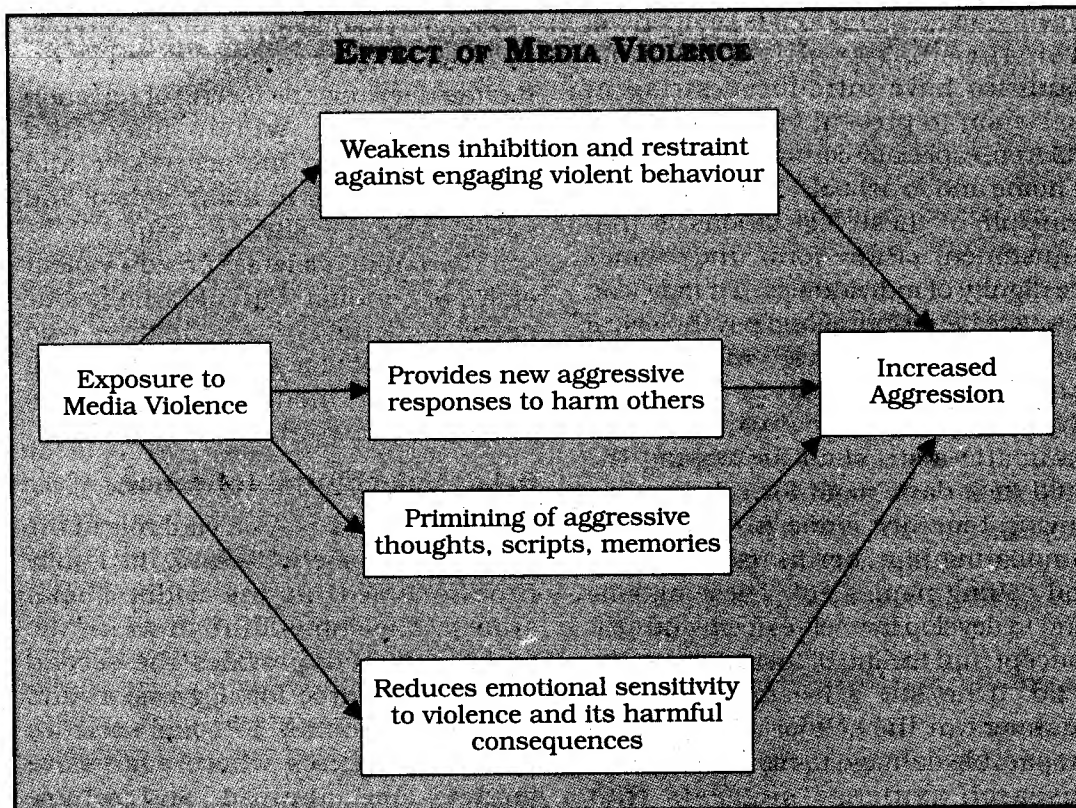 EFFECT OF MEDIA VIOLENCE
Weakens inhibition and restraint
against engaging violent behaviour
Exposure to
Media Violence
Provides new aggressive
responses to harm others
Increased
Aggression
Primining of aggressive
thoughts, scripts, memories
Reduces emotional sensitivity
to violence and its harmful
consequences